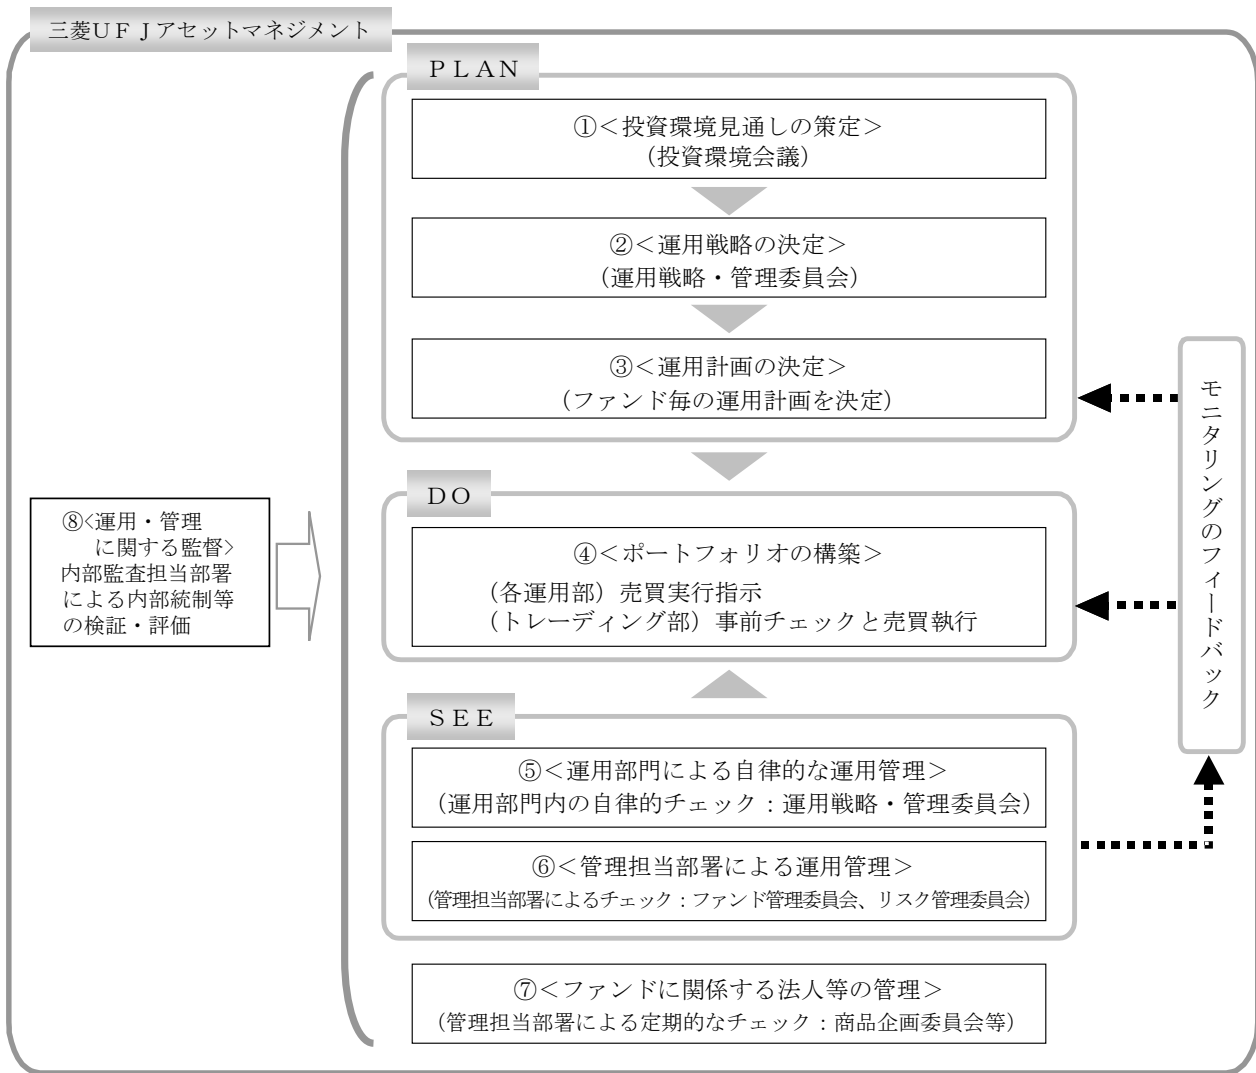 三菱ＵＦＪアセットマネジメント
ＰＬＡＮ
①＜投資環境見通しの策定＞
（投資環境会議）
②＜運用戦略の決定＞
（運用戦略・管理委員会）
③＜運用計画の決定＞
（ファンド毎の運用計画を決定）
ＤＯ
④＜ポートフォリオの構築＞
（各運用部）売買実行指示
（トレーディング部）事前チェックと売買執行
ＳＥＥ
⑤＜運用部門による自律的な運用管理＞
（運用部門内の自律的チェック：運用戦略・管理委員会）
⑥＜管理担当部署による運用管理＞
（管理担当部署によるチェック：ファンド管理委員会、リスク管理委員会）
⑦＜ファンドに関係する法人等の管理＞
（管理担当部署による定期的なチェック：商品企画委員会等）
⑧<運用・管理
に関する監督>
内部監査担当部署
による内部統制等
の検証・評価
モニタリングのフィードバック